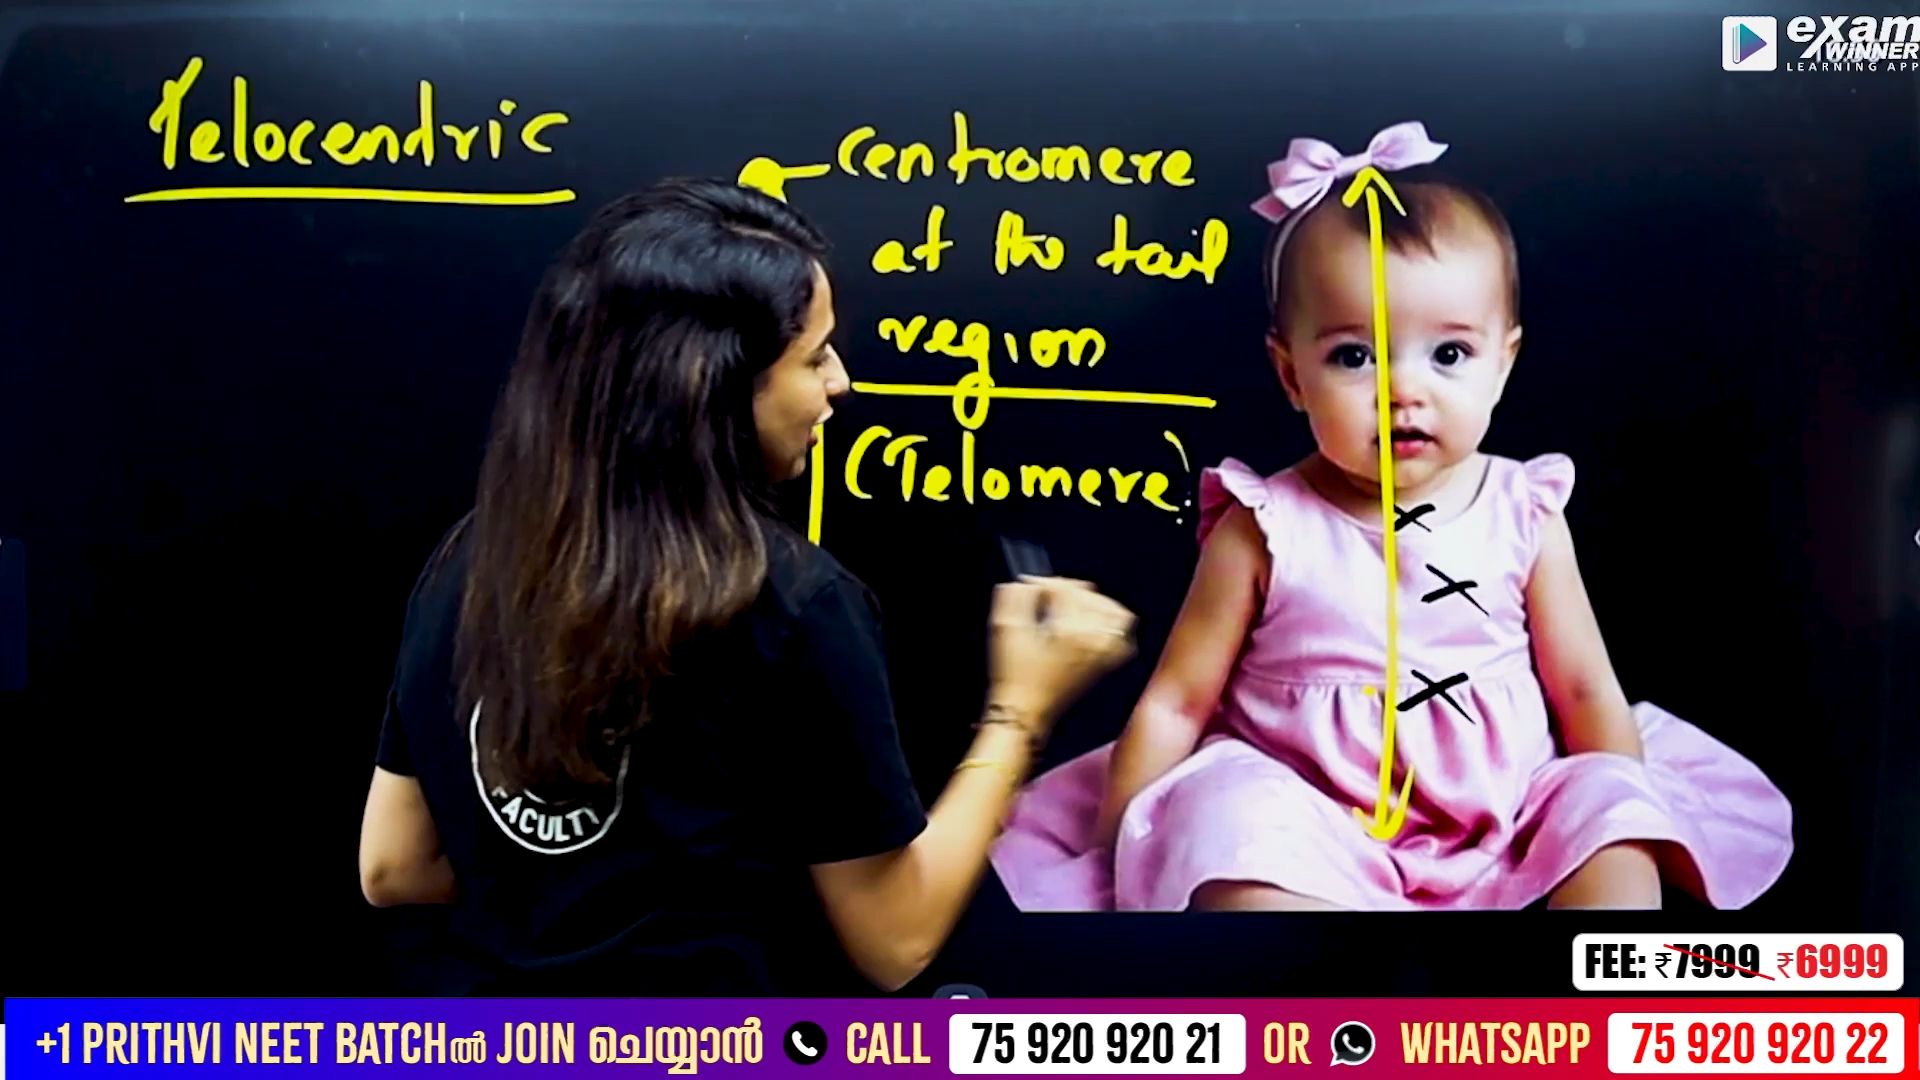 Telocendric
Centromere
at the tail
region
(Telomere)
exam
WINNER
LEARNING APP
FACULTY
FEE: ₹7999 ₹6999
+1 PRITHVI NEET BATCHൽ JOIN ചെയ്യാൻ CALL 75 920 920 21 OR WHATSAPP 75 920 920 22